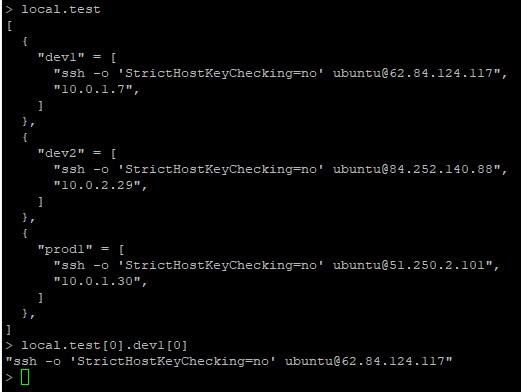 > local.test
[
  {
    "dev1" = [
      "ssh -o 'StrictHostKeyChecking=no' ubuntu@62.84.124.117",
      "10.0.1.7",
    ]
  },
  {
    "dev2" = [
      "ssh -o 'StrictHostKeyChecking=no' ubuntu@84.252.140.88",
      "10.0.2.29",
    ]
  },
  {
    "prod1" = [
      "ssh -o 'StrictHostKeyChecking=no' ubuntu@51.250.2.101",
      "10.0.1.30",
    ]
  },
]
> local.test[0].dev1[0]
"ssh -o 'StrictHostKeyChecking=no' ubuntu@62.84.124.117"
>